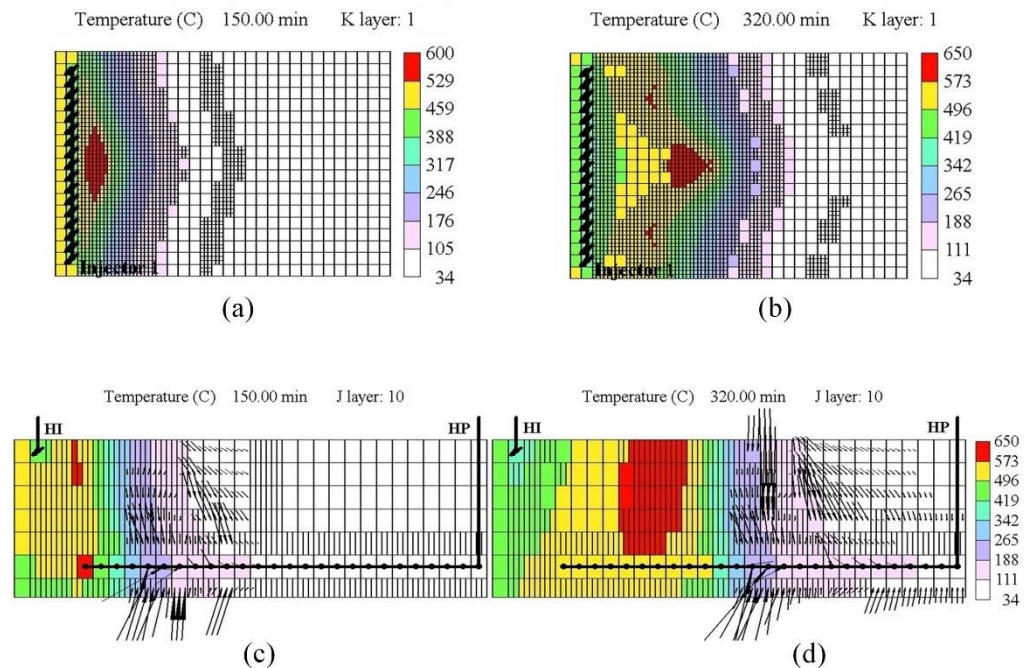 Temperature (C) 150.00 min K layer: 1
600
529
459
388
317
246
176
105
34
Injector 1
(a)
Temperature (C) 320.00 min K layer: 1
650
573
496
419
342
265
188
111
34
Injector 1
(b)
Temperature (C) 150.00 min J layer: 10
HI
HP
(c)
Temperature (C) 320.00 min J layer: 10
HI
HP
650
573
496
419
342
265
188
111
34
(d)